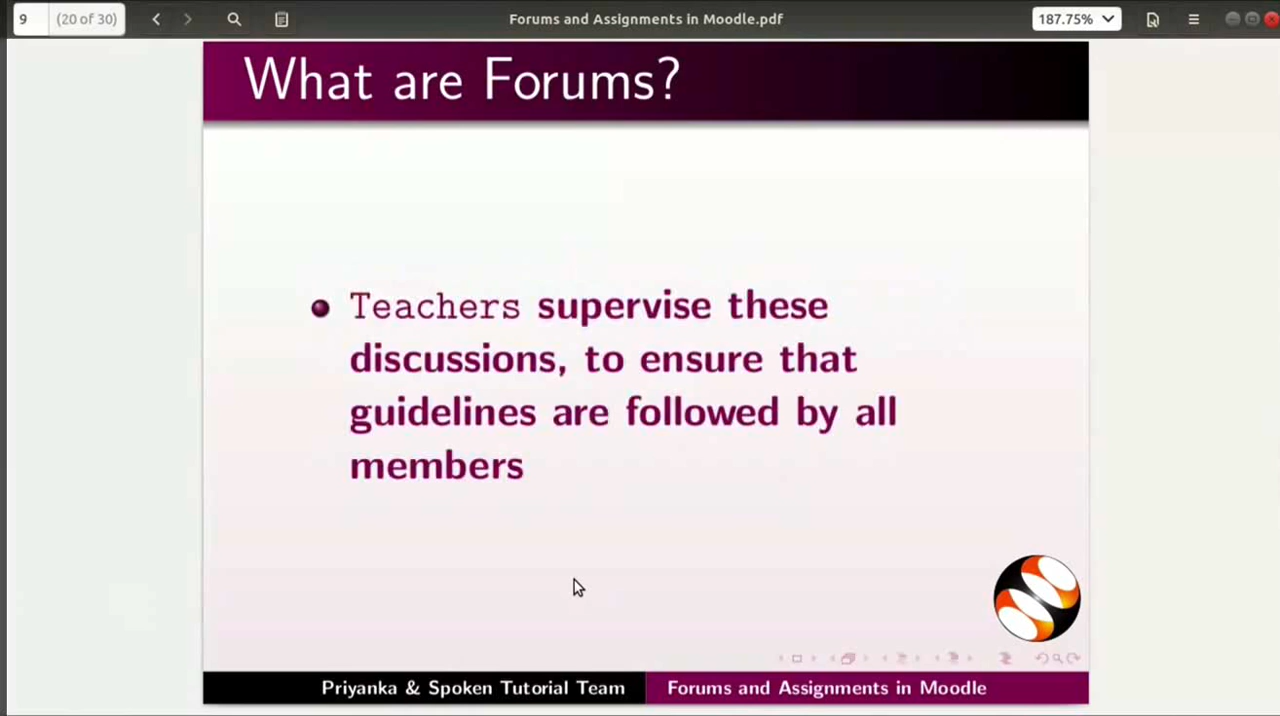 9 (20 of 30) Forums and Assignments in Moodle.pdf 187.75%
What are Forums?
Teachers supervise these
discussions, to ensure that
guidelines are followed by all
members
Priyanka & Spoken Tutorial Team Forums and Assignments in Moodle